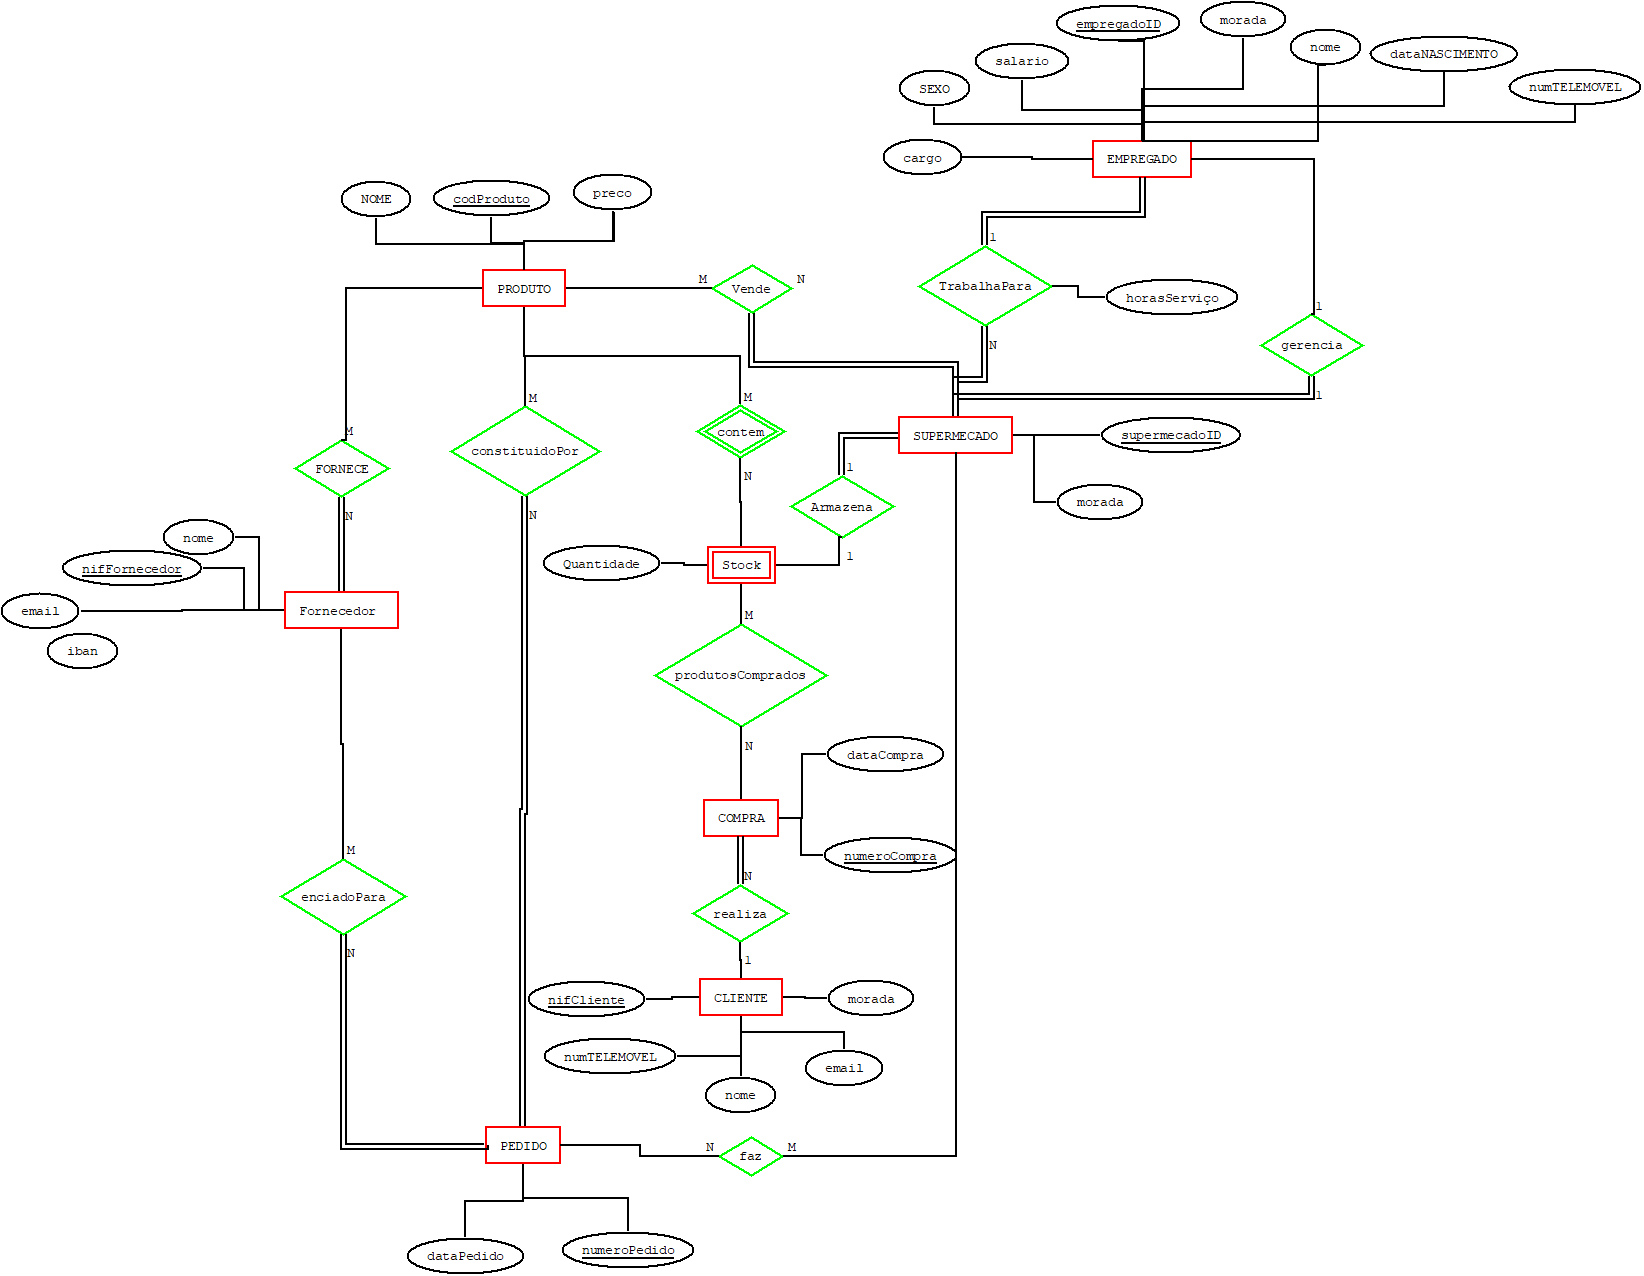 empregadoID
morada
nome
dataNASCIMENTO
salario
SEXO
numTELEMOVEL
cargo
EMPREGADO
NOME
codProduto
preco
1
PRODUTO
M
Vende
N
TrabalhaPara
horasServiço
1
N
gerencia
1
M
M
contem
M
FORNECE
constituidoPor
SUPERMECADO
supermecadoID
1
N
Armazena
morada
N
N
nome
1
nifFornecedor
Quantidade
Stock
email
Fornecedor
M
iban
produtosComprados
N
dataCompra
COMPRA
numeroCompra
M
N
enciadoPara
realiza
N
1
nifCliente
CLIENTE
morada
numTELEMOVEL
email
nome
PEDIDO
N
faz
M
dataPedido
numeroPedido